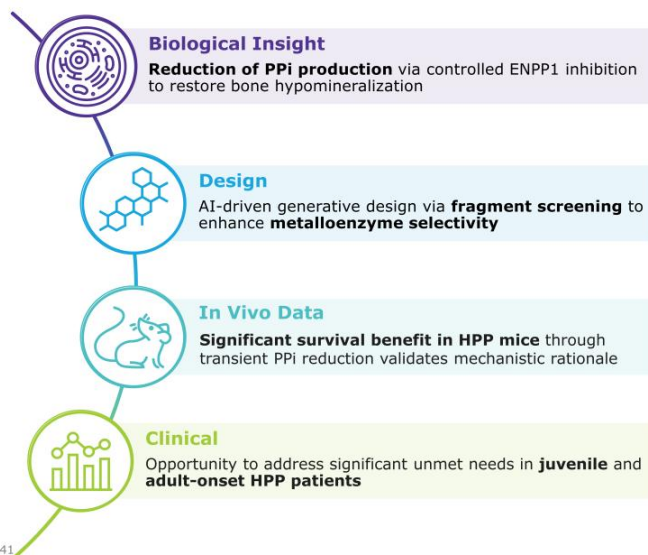 Biological Insight
Reduction of PPi production via controlled ENPP1 inhibition
to restore bone hypomineralization
Design
AI-driven generative design via fragment screening to
enhance metalloenzyme selectivity
In Vivo Data
Significant survival benefit in HPP mice through
transient PPi reduction validates mechanistic rationale
Clinical
Opportunity to address significant unmet needs in juvenile and
adult-onset HPP patients
41